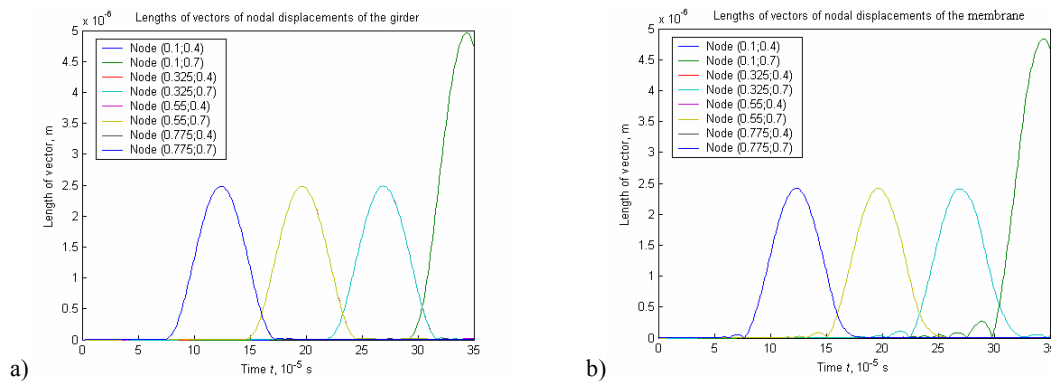 Lengths of vectors of nodal displacements of the girder
x 10-6
5
4.5
4
3.5
3
2.5
2
1.5
1
0.5
0
Length of vector, m
Node (0.1;0.4)
Node (0.1;0.7)
Node (0.325;0.4)
Node (0.325;0.7)
Node (0.55;0.4)
Node (0.55;0.7)
Node (0.775;0.4)
Node (0.775;0.7)
0 5 10 15 20 25 30 35
Time t, 10-5 s
a)
Lengths of vectors of nodal displacements of the membrane
x 10-6
5
4.5
4
3.5
3
2.5
2
1.5
1
0.5
0
Length of vector, m
Node (0.1;0.4)
Node (0.1;0.7)
Node (0.325;0.4)
Node (0.325;0.7)
Node (0.55;0.4)
Node (0.55;0.7)
Node (0.775;0.4)
Node (0.775;0.7)
0 5 10 15 20 25 30 35
Time t, 10-5 s
b)